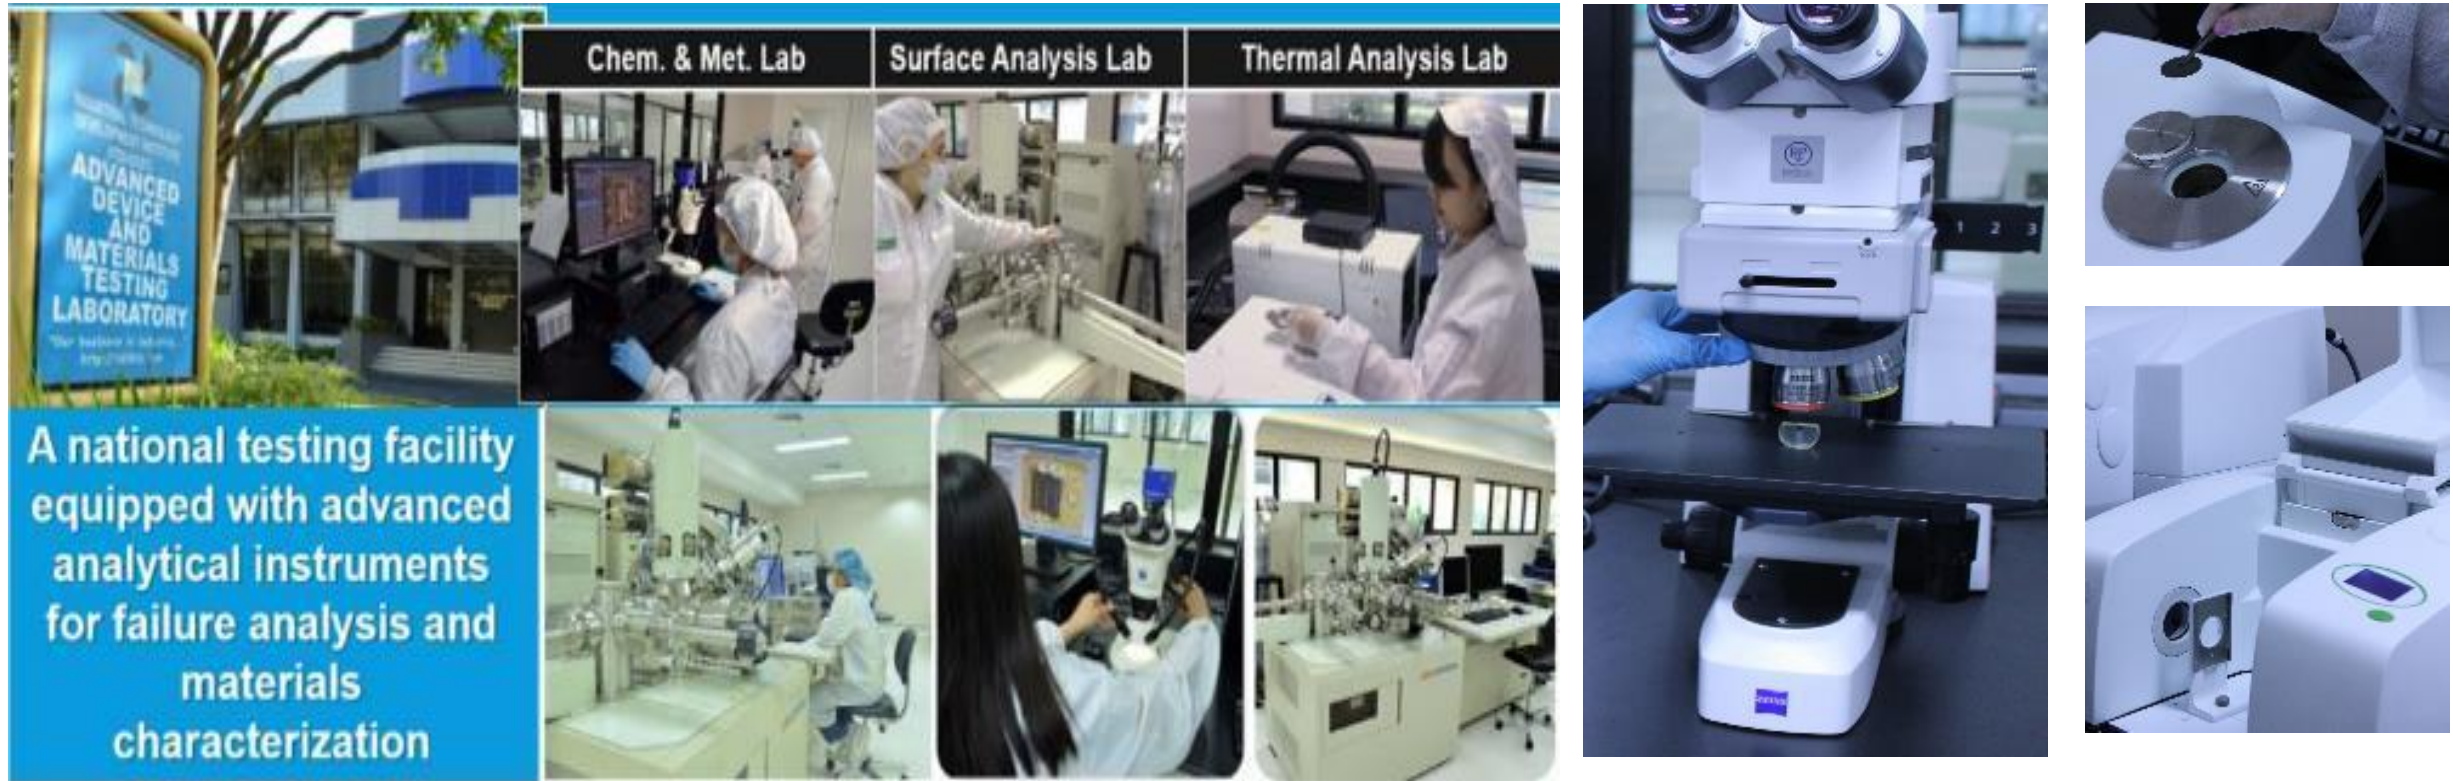 ADVANCED
DEVICE
AND
MATERIALS
TESTING
LABORATORY
Chem. & Met. Lab
Surface Analysis Lab
Thermal Analysis Lab
A national testing facility
equipped with advanced
analytical instruments
for failure analysis and
materials
characterization
1 2 3